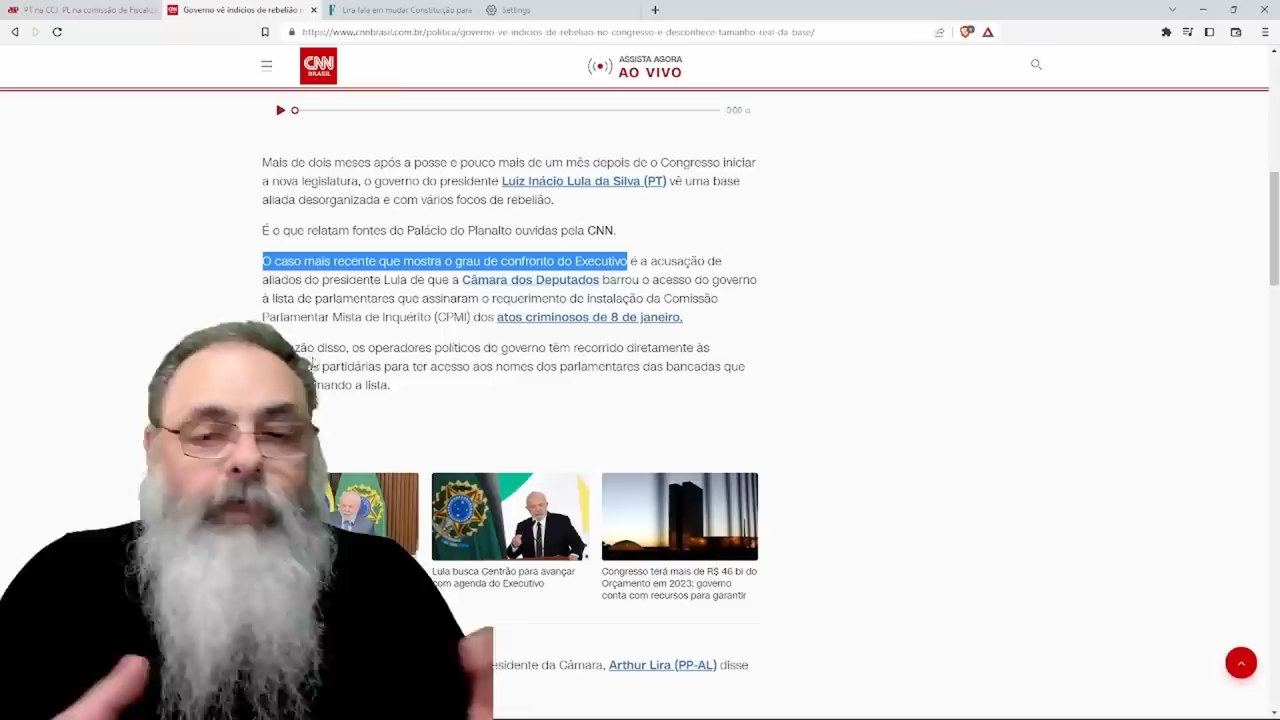 PT na CCJ, PL na comissão de Fiscaliza
Governo vê indícios de rebelião n
Lira fala em mudar Constituição para
Settings
https://www.cnnbrasil.com.br/politica/governo-ve-indicios-de-rebeliao-no-congresso-e-desconhece-tamanho-real-da-base/
CNN
BRASIL
ASSISTA AGORA
AO VIVO
0:00
Mais de dois meses após a posse e pouco mais de um mês depois de o Congresso iniciar
a nova legislatura, o governo do presidente Luiz Inácio Lula da Silva (PT) vê uma base
aliada desorganizada e com vários focos de rebelião.
É o que relatam fontes do Palácio do Planalto ouvidas pela CNN.
O caso mais recente que mostra o grau de confronto do Executivo é a acusação de
aliados do presidente Lula de que a Câmara dos Deputados barrou o acesso do governo
à lista de parlamentares que assinaram o requerimento de instalação da Comissão
Parlamentar Mista de Inquérito (CPMI) dos atos criminosos de 8 de janeiro.
zão disso, os operadores políticos do governo têm recorrido diretamente às
partidárias para ter acesso aos nomes dos parlamentares das bancadas que
mando a lista.
Lula busca Centrão para avançar
com agenda do Executivo
Congresso terá mais de R$ 46 bi do
Orçamento em 2023; governo
conta com recursos para garantir
esidente da Câmara, Arthur Lira (PP-AL) disse